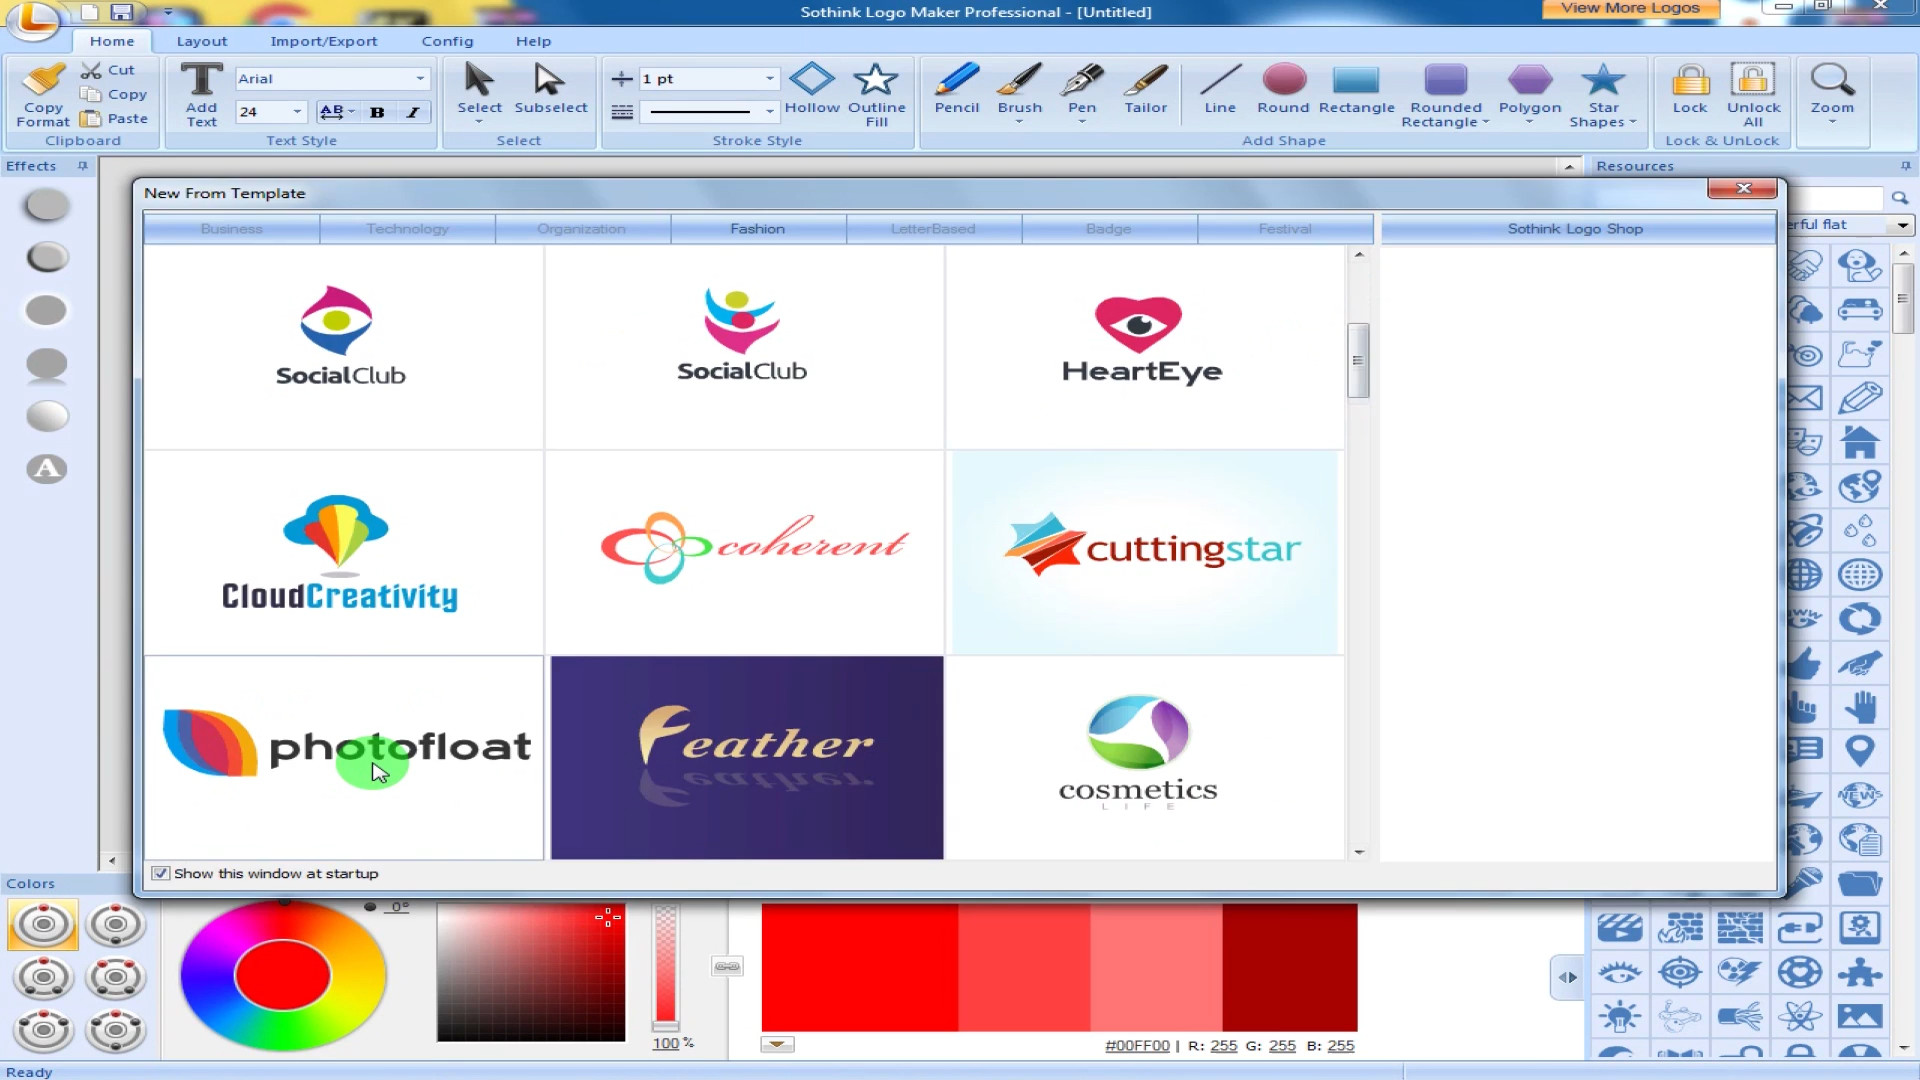 Sothink Logo Maker Professional - [Untitled]
View More Logos
Home
Layout
Import/Export
Config
Help
Copy Format
Cut
Copy
Paste
Clipboard
Add Text
Arial
24
AB
B
I
Text Style
Select
Subselect
Select
1 pt
Hollow
Outline Fill
Stroke Style
Pencil
Brush
Pen
Tailor
Line
Round
Rectangle
Rounded Rectangle
Polygon
Star Shapes
Add Shape
Lock
Unlock All
Lock & UnLock
Zoom
Effects
Resources
New From Template
Business
Technology
Organization
Fashion
LetterBased
Badge
Festival
Sothink Logo Shop
erful flat
SocialClub
SocialClub
HeartEye
CloudCreativity
coherent
cuttingstar
photofloat
Feather
cosmetics
LIFE
A
NEWS
Show this window at startup
Colors
0°
100 %
#00FF00 | R: 255 G: 255 B: 255
Ready